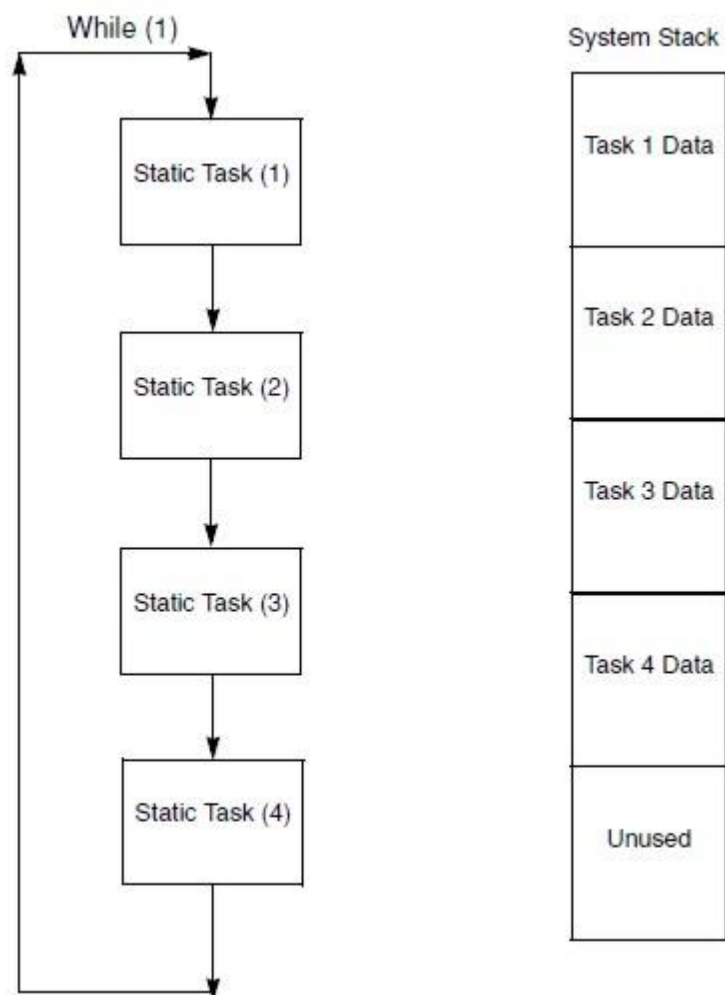 While (1)
Static Task (1)
Static Task (2)
Static Task (3)
Static Task (4)
System Stack
Task 1 Data
Task 2 Data
Task 3 Data
Task 4 Data
Unused